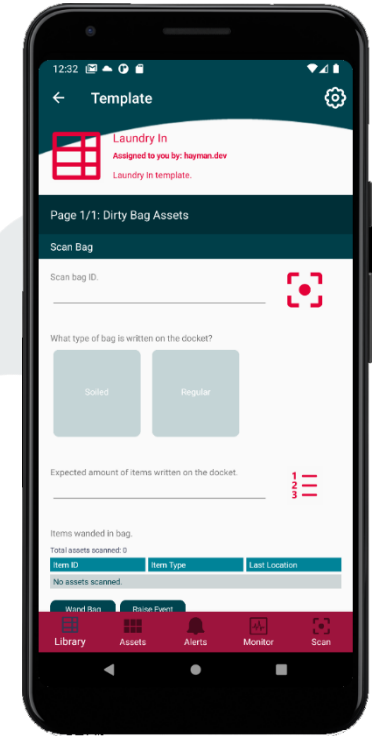 12:32
Template
Laundry In
Assigned to you by: hayman.dev
Laundry In template.
Page 1/1: Dirty Bag Assets
Scan Bag
Scan bag ID.
What type of bag is written on the docket?
Soiled Regular
Expected amount of items written on the docket.
1
2
3
Items wanded in bag.
Total assets scanned: 0
Item ID Item Type Last Location
No assets scanned.
Wand Bag Raise Event
Library Assets Alerts Monitor Scan